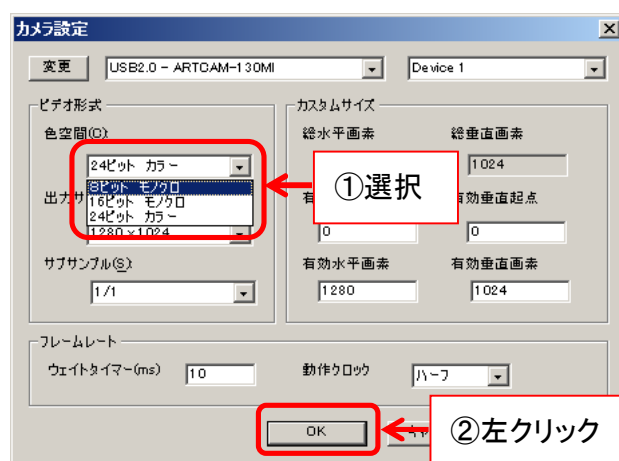 カメラ設定
変更 USB2.0 - ARTCAM-130MI Device 1
ビデオ形式 カスタムサイズ
色空間(C): 総水平画素 総垂直画素
24ビット カラー 1024
8ビット モノクロ
16ビット モノクロ
24ビット カラー
①選択
出力サ 有 効垂直起点
1280×1024 0 0
サブサンプル(S): 有効水平画素 有効垂直画素
1/1 1280 1024
フレームレート
ウェイトタイマー(ms) 10 動作クロック ハーフ
OK キャ ②左クリック